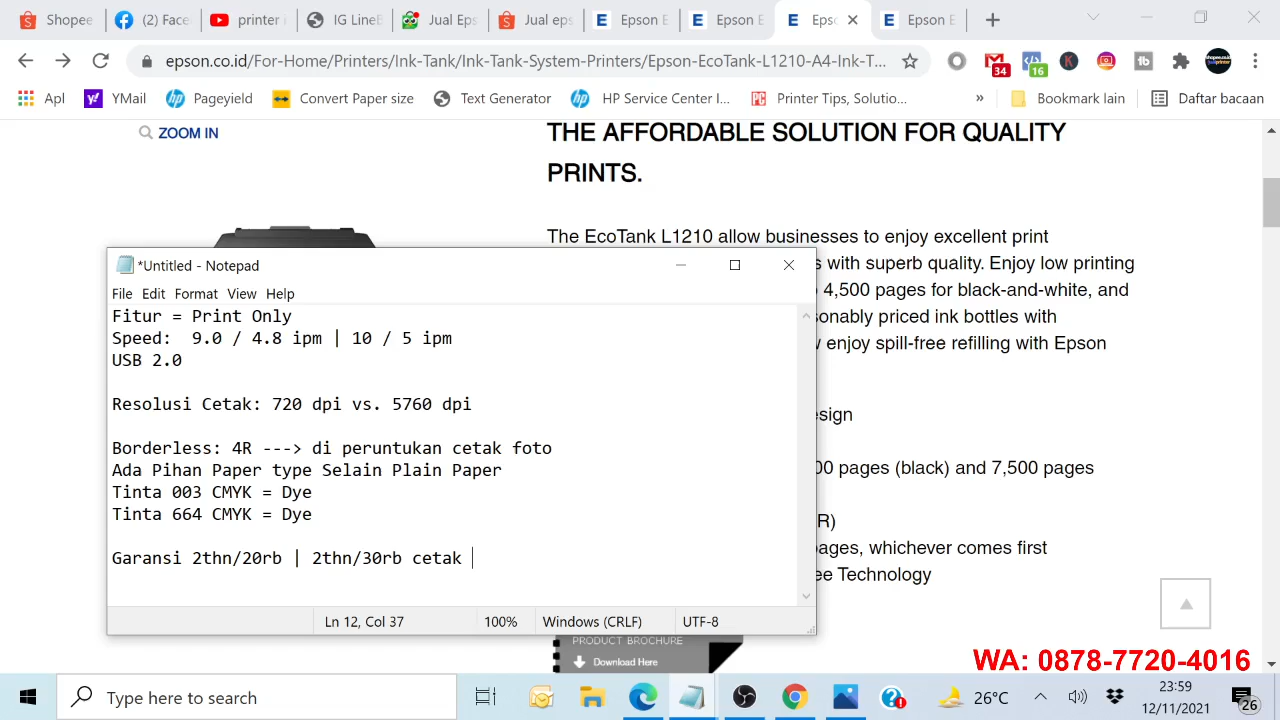 Shopee
(2) Face
printer i
IG LineB
Jual Eps
Jual eps
Epson E
Epson E
Epso
Epson E
epson.co.id/For-Home/Printers/Ink-Tank/Ink-Tank-System-Printers/Epson-EcoTank-L1210-A4-Ink-T...
34
16
K
Apl
YMail
Pageyield
Convert Paper size
Text Generator
HP Service Center I...
Printer Tips, Solutio...
»
Bookmark lain
Daftar bacaan
ZOOM IN
THE AFFORDABLE SOLUTION FOR QUALITY
PRINTS.
The EcoTank L1210 allow businesses to enjoy excellent print
s with superb quality. Enjoy low printing
4,500 pages for black-and-white, and
sonably priced ink bottles with
enjoy spill-free refilling with Epson
sign
00 pages (black) and 7,500 pages
R)
pages, whichever comes first
ee Technology
*Untitled - Notepad
File Edit Format View Help
Fitur = Print Only
Speed: 9.0 / 4.8 ipm | 10 / 5 ipm
USB 2.0
Resolusi Cetak: 720 dpi vs. 5760 dpi
Borderless: 4R ---> di peruntukan cetak foto
Ada Pihan Paper type Selain Plain Paper
Tinta 003 CMYK = Dye
Tinta 664 CMYK = Dye
Garansi 2thn/20rb | 2thn/30rb cetak
Ln 12, Col 37
100%
Windows (CRLF)
UTF-8
PRODUCT BROCHURE
Download Here
WA: 0878-7720-4016
Type here to search
26°C
23:59
12/11/2021
26